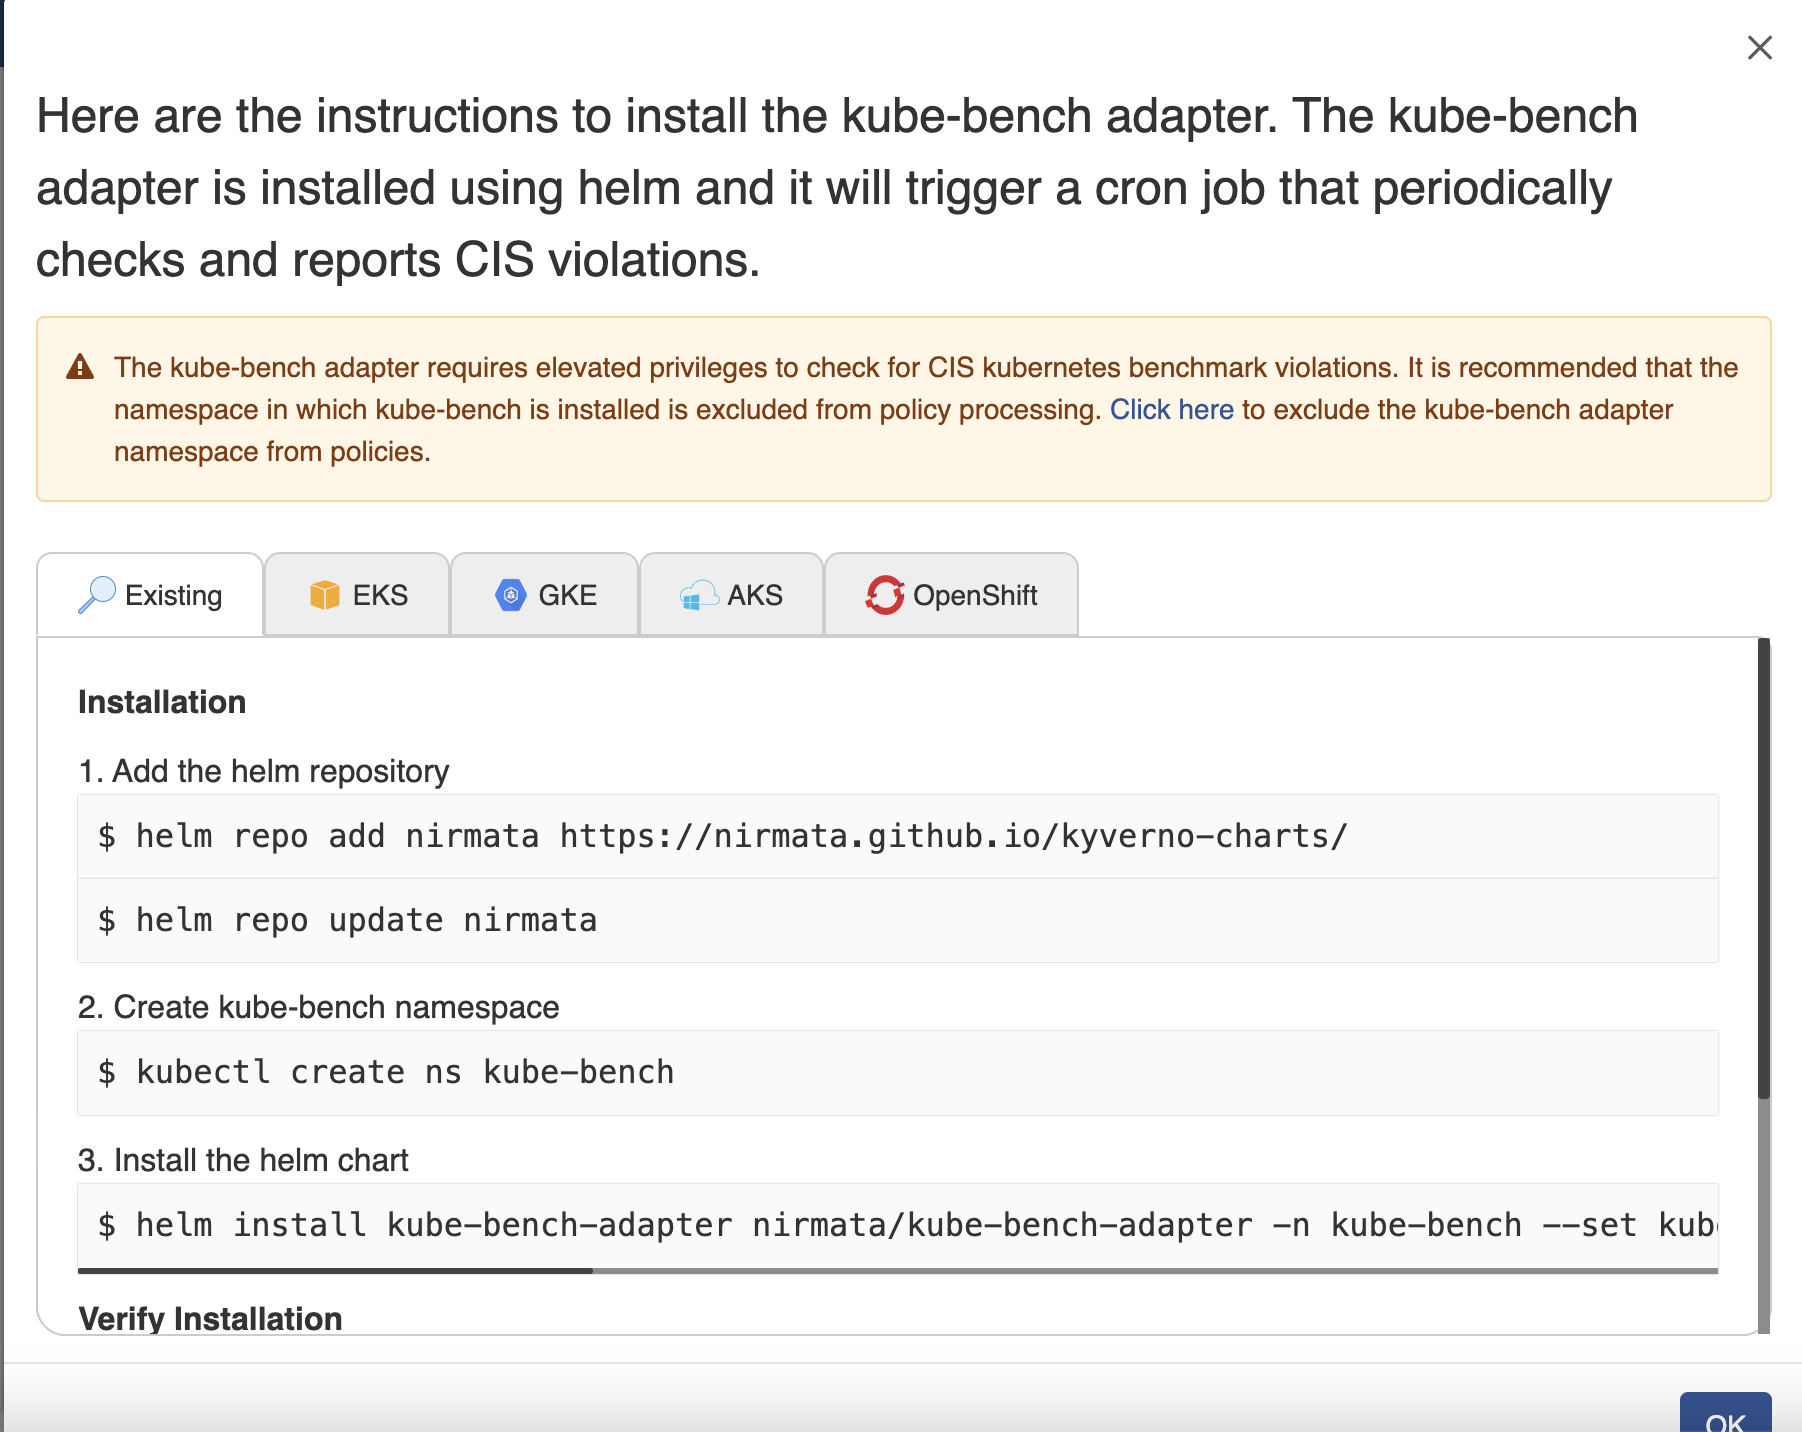 Here are the instructions to install the kube-bench adapter. The kube-bench
adapter is installed using helm and it will trigger a cron job that periodically
checks and reports CIS violations.
The kube-bench adapter requires elevated privileges to check for CIS kubernetes benchmark violations. It is recommended that the
namespace in which kube-bench is installed is excluded from policy processing. Click here to exclude the kube-bench adapter
namespace from policies.
Existing EKS GKE AKS OpenShift
Installation
1. Add the helm repository
$ helm repo add nirmata https://nirmata.github.io/kyverno-charts/
$ helm repo update nirmata
2. Create kube-bench namespace
$ kubectl create ns kube-bench
3. Install the helm chart
$ helm install kube-bench-adapter nirmata/kube-bench-adapter -n kube-bench --set
Verify Installation
OK